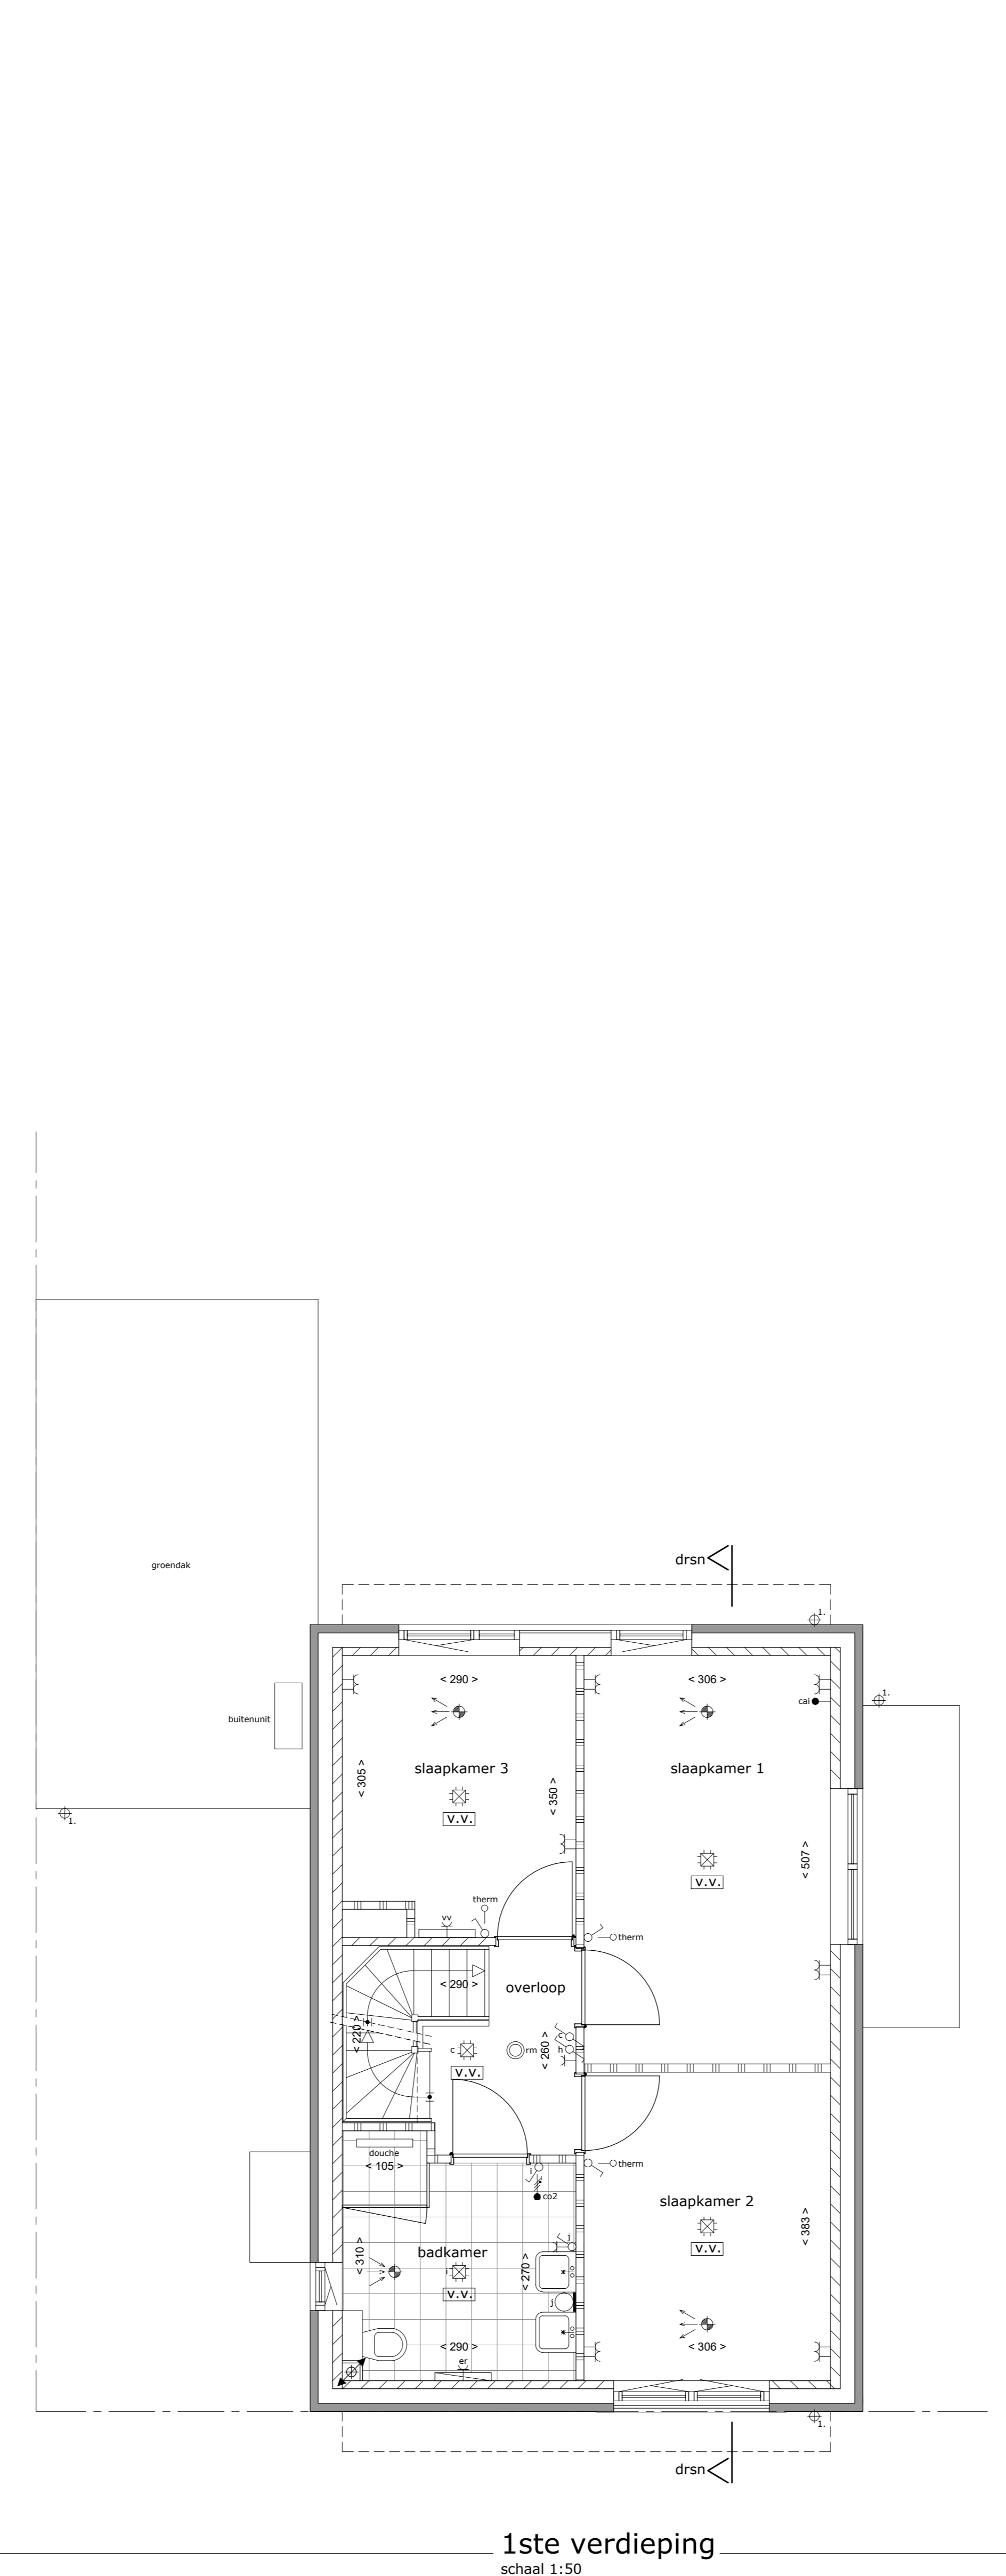 drsn
groendak
1.
< 290 >
< 306 >
cai
1.
buitenunit
slaapkamer 3
slaapkamer 1
< 305 >
< 350 >
v.v.
1.
< 507 >
v.v.
therm
vv
therm
< 290 >
overloop
< 220 >
c
v.v.
rm
< 260 >
c
h
douche
< 105 >
i
therm
co2
slaapkamer 2
j
< 383 >
v.v.
badkamer
< 310 >
i
v.v.
< 270 >
j
< 290 >
er
< 306 >
1.
drsn
1ste verdieping
schaal 1:50